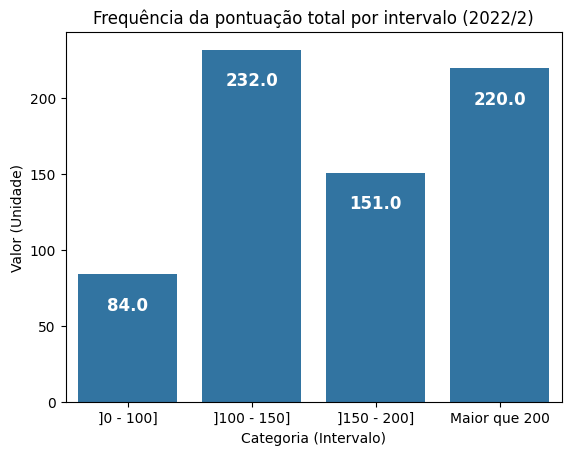 Frequência da pontuação total por intervalo (2022/2)
Valor (Unidade)
200
150
100
50
0
84.0
232.0
151.0
220.0
]0 - 100]
]100 - 150]
]150 - 200]
Maior que 200
Categoria (Intervalo)